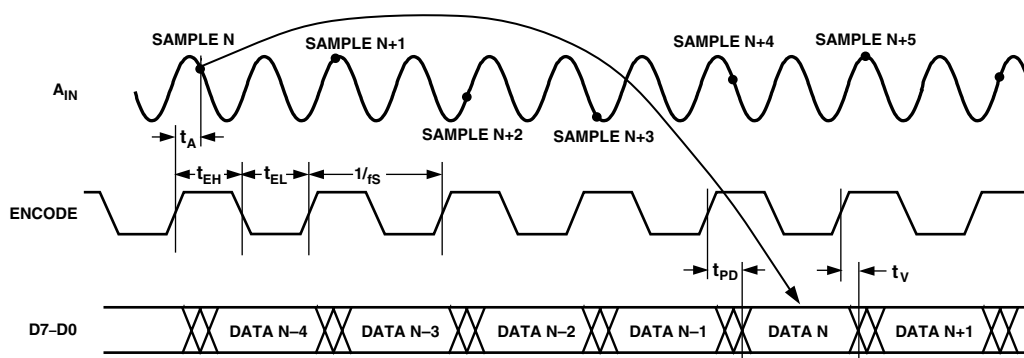 SAMPLE N
SAMPLE N+1
SAMPLE N+4
SAMPLE N+5
AIN
SAMPLE N+2
SAMPLE N+3
tA
tEH
tEL
1/fS
ENCODE
tPD
tV
D7–D0
DATA N–4
DATA N–3
DATA N–2
DATA N–1
DATA N
DATA N+1